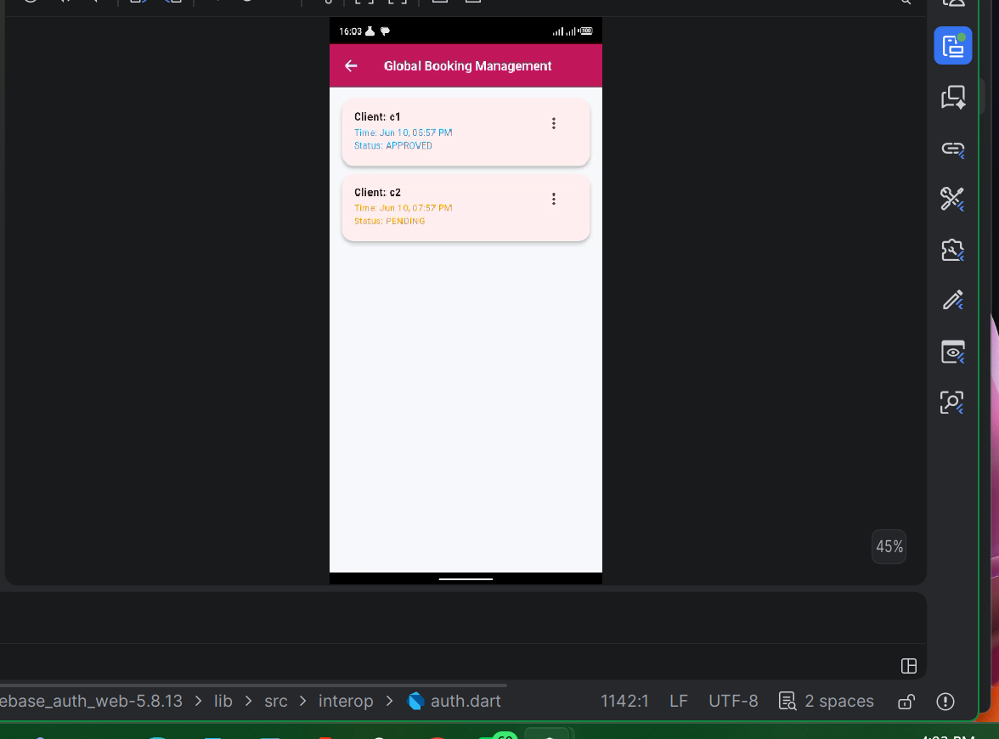 16:03
100
Global Booking Management
Client: c1
Time: Jun 10, 05:57 PM
Status: APPROVED
Client: c2
Time: Jun 10, 07:57 PM
Status: PENDING
45%
ebase_auth_web-5.8.13 > lib > src > interop > auth.dart 1142:1 LF UTF-8 2 spaces